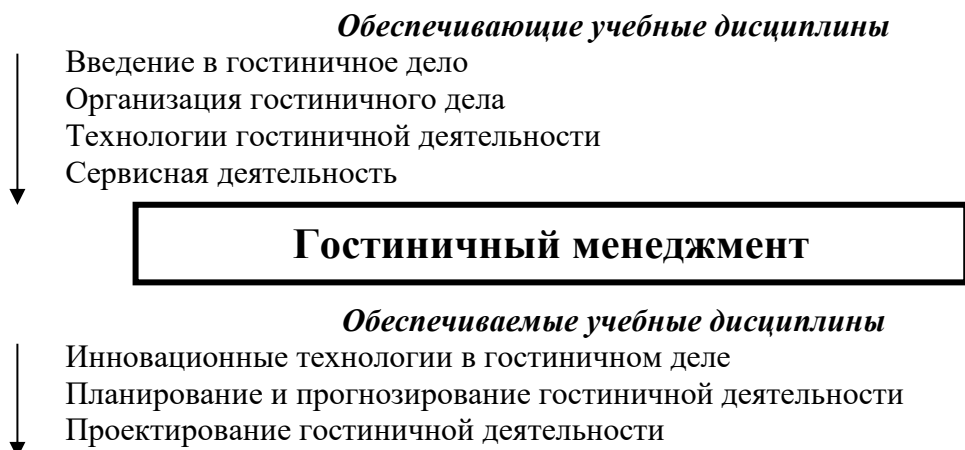 Обеспечивающие учебные дисциплины
Введение в гостиничное дело
Организация гостиничного дела
Технологии гостиничной деятельности
Сервисная деятельность
Гостиничный менеджмент
Обеспечиваемые учебные дисциплины
Инновационные технологии в гостиничном деле
Планирование и прогнозирование гостиничной деятельности
Проектирование гостиничной деятельности